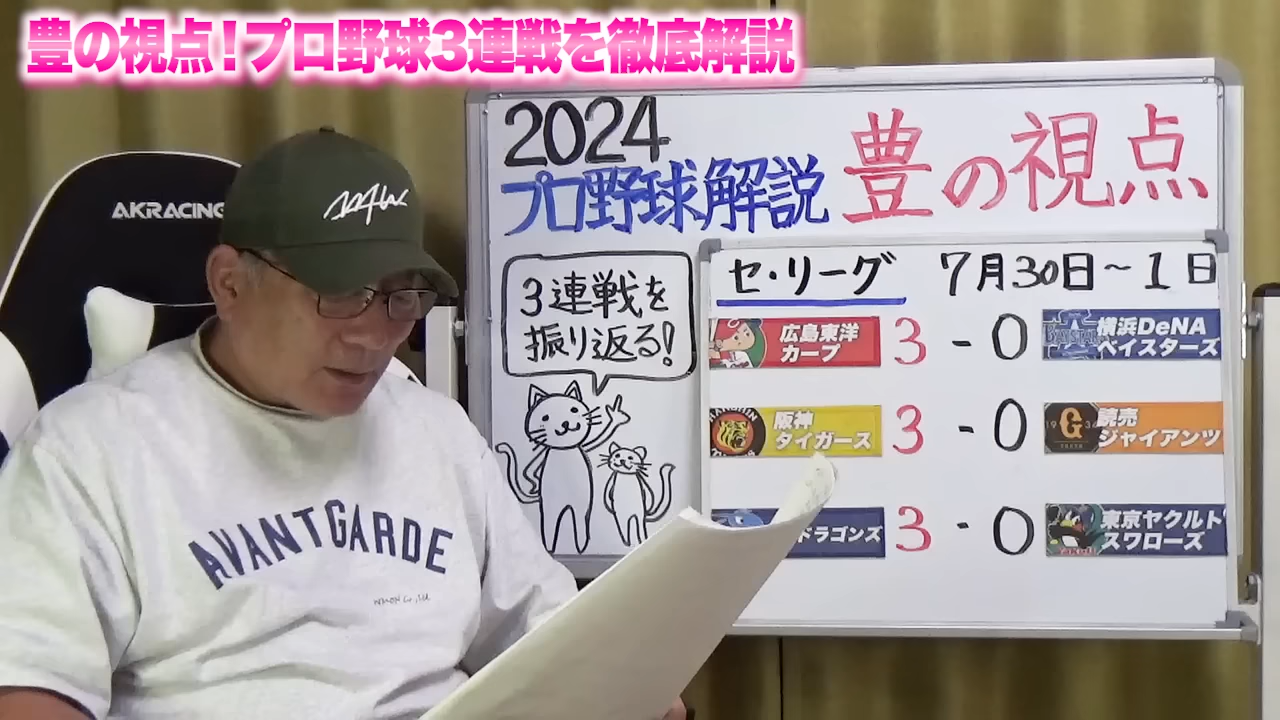 豊の視点！プロ野球3連戦を徹底解説
2024
プロ野球解説 豊の視点
AKRACING
3連戦を
振り返る！
セ・リーグ 7月30日～1日
広島東洋
カープ
3 - 0
横浜DeNA
ベイスターズ
阪神
タイガース
3 - 0
読売
ジャイアンツ
ドラゴンズ
3 - 0
東京ヤクルト
スワローズ
AVANTGARDE